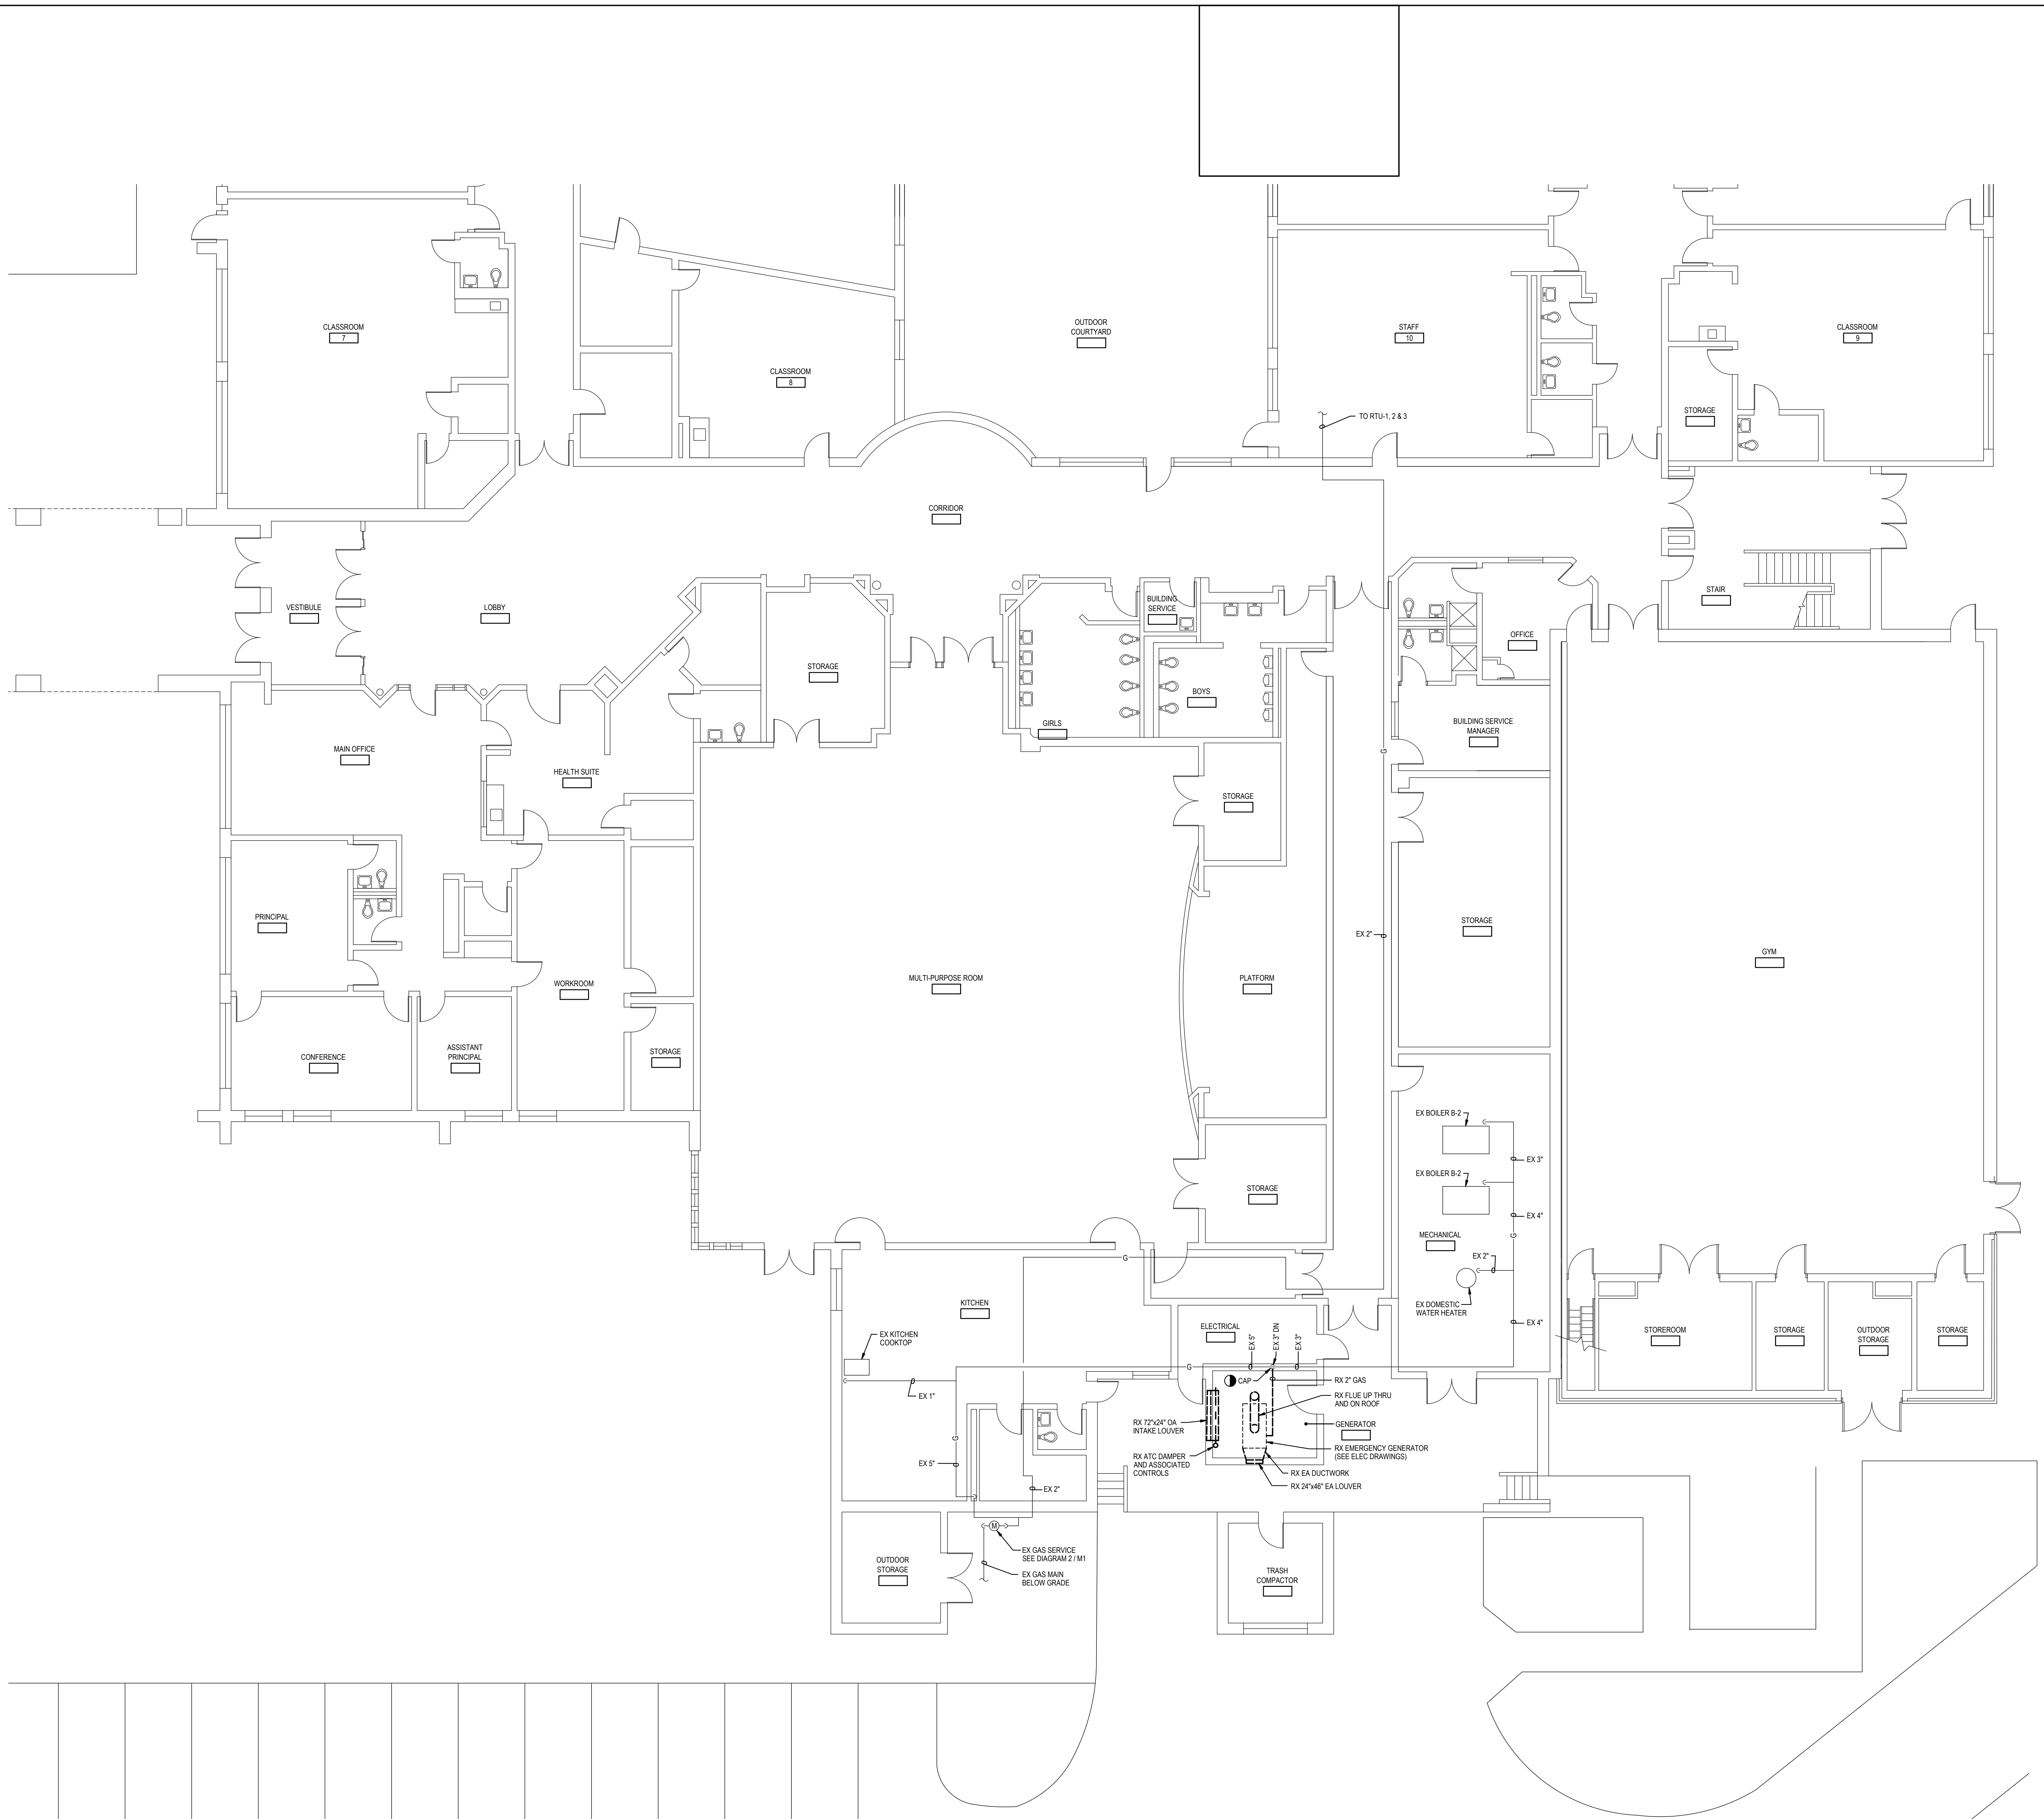 CLASSROOM
7
CLASSROOM
8
OUTDOOR
COURTYARD
STAFF
10
CLASSROOM
9
STORAGE
TO RTU-1, 2 & 3
CORRIDOR
VESTIBULE
LOBBY
STORAGE
GIRLS
BUILDING
SERVICE
BOYS
OFFICE
STAIR
BUILDING SERVICE
MANAGER
MAIN OFFICE
HEALTH SUITE
G
STORAGE
PRINCIPAL
EX 2"
STORAGE
GYM
WORKROOM
MULTI-PURPOSE ROOM
PLATFORM
CONFERENCE
ASSISTANT
PRINCIPAL
STORAGE
EX BOILER B-2
EX 3"
EX BOILER B-2
STORAGE
EX 4"
MECHANICAL
G
EX 2"
G
EX DOMESTIC
WATER HEATER
EX 4"
KITCHEN
ELECTRICAL
EX 5"
EX 3" DN
EX 3"
STOREROOM
STORAGE
OUTDOOR
STORAGE
STORAGE
EX KITCHEN
COOKTOP
G
CAP
RX 2" GAS
EX 1"
RX FLUE UP THRU
AND ON ROOF
RX 72"x24" OA
INTAKE LOUVER
GENERATOR
G
RX EMERGENCY GENERATOR
(SEE ELEC DRAWINGS)
EX 5"
RX ATC DAMPER
AND ASSOCIATED
CONTROLS
RX EA DUCTWORK
RX 24"x46" EA LOUVER
EX 2"
M
EX GAS SERVICE
SEE DIAGRAM 2 / M1
EX GAS MAIN
BELOW GRADE
OUTDOOR
STORAGE
TRASH
COMPACTOR